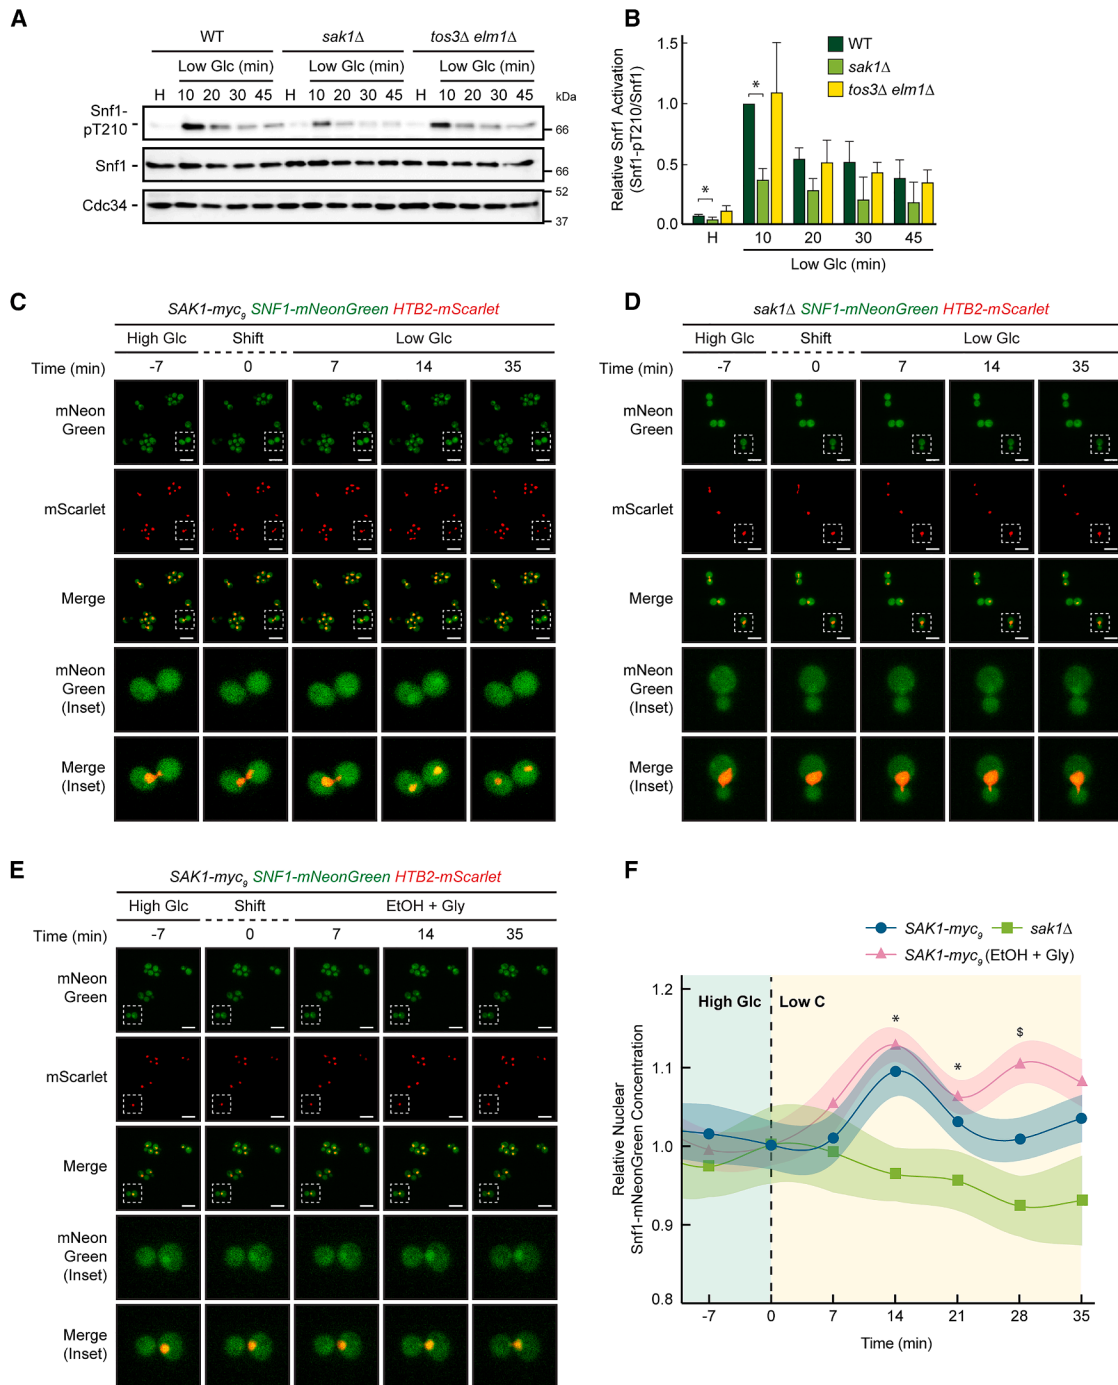 A
WT sak1Δ tos3Δ elm1Δ
Low Glc (min) Low Glc (min) Low Glc (min)
H 10 20 30 45 H 10 20 30 45 H 10 20 30 45 kDa
Snf1-
pT210
66
Snf1
66
Cdc34
52
37
B
WT
sak1Δ
tos3Δ elm1Δ
Relative Snf1 Activation
(Snf1-pT210/Snf1)
1.5
1.0
0.5
0.0
* *
H 10 20 30 45
Low Glc (min)
C
SAK1-myc₉ SNF1-mNeonGreen HTB2-mScarlet
High Glc Shift Low Glc
Time (min) -7 0 7 14 35
mNeon
Green
mScarlet
Merge
mNeon
Green
(Inset)
Merge
(Inset)
D
sak1Δ SNF1-mNeonGreen HTB2-mScarlet
High Glc Shift Low Glc
Time (min) -7 0 7 14 35
mNeon
Green
mScarlet
Merge
mNeon
Green
(Inset)
Merge
(Inset)
E
SAK1-myc₉ SNF1-mNeonGreen HTB2-mScarlet
High Glc Shift EtOH + Gly
Time (min) -7 0 7 14 35
mNeon
Green
mScarlet
Merge
mNeon
Green
(Inset)
Merge
(Inset)
F
SAK1-myc₉ sak1Δ
SAK1-myc₉ (EtOH + Gly)
Relative Nuclear
Snf1-mNeonGreen Concentration
1.2
1.1
1.0
0.9
0.8
High Glc Low C
* * $
-7 0 7 14 21 28 35
Time (min)